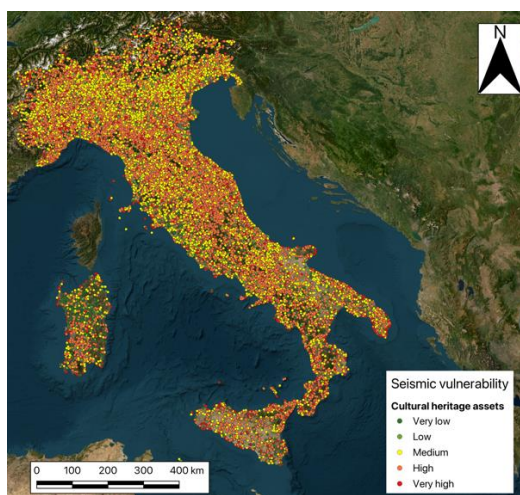 N
Seismic vulnerability
Cultural heritage assets
Very low
Low
Medium
High
Very high
0 100 200 300 400 km